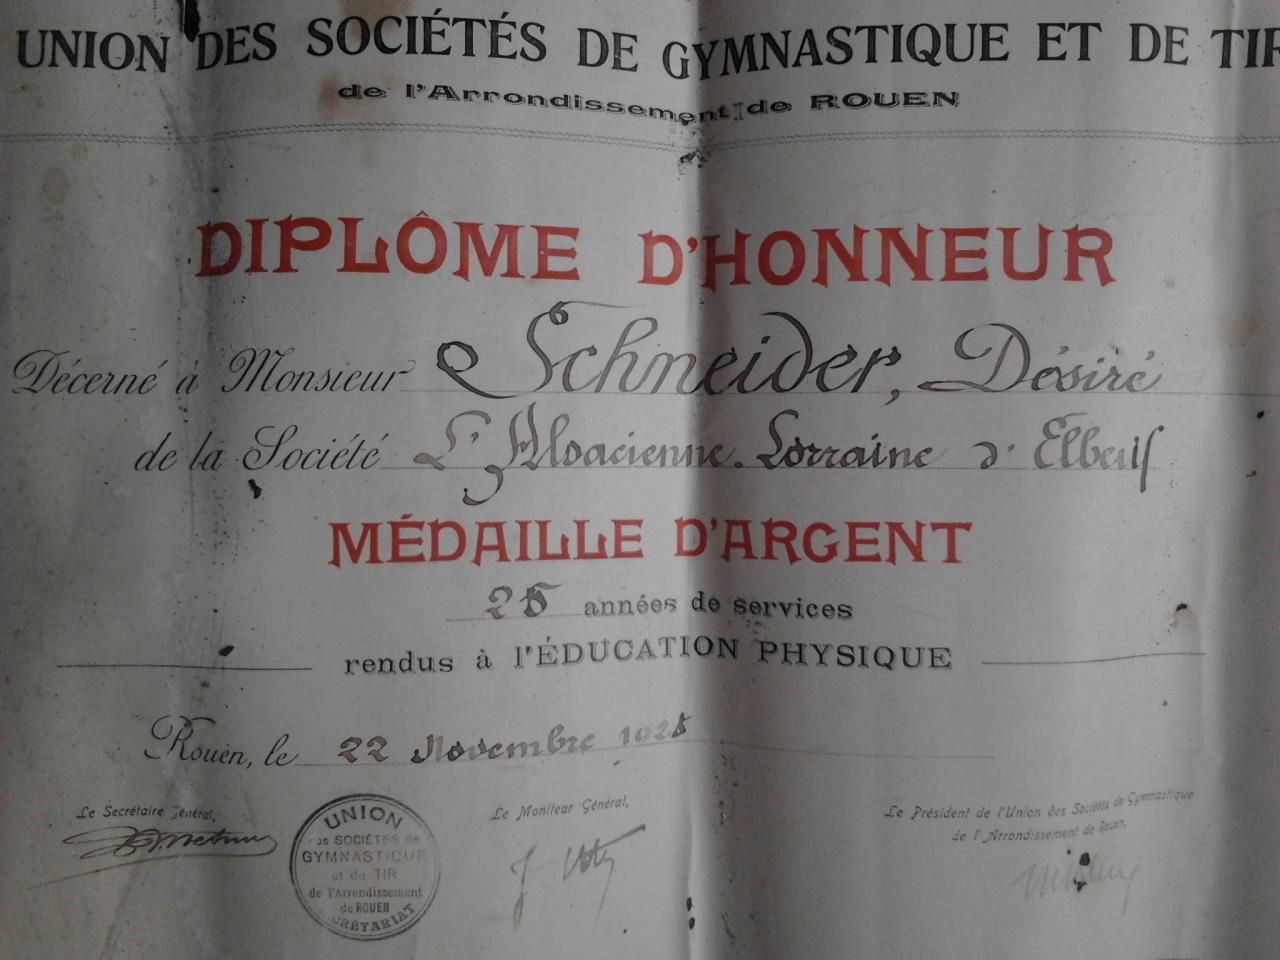 UNION DES SOCIÉTÉS DE GYMNASTIQUE ET DE TIR
de l'Arrondissement de ROUEN
DIPLÔME D'HONNEUR
Décerné à Monsieur Schneider, Désiré
de la Société L'Alsacienne-Lorraine d'Elbeuf
MÉDAILLE D'ARGENT
25 années de services
rendus à l'ÉDUCATION PHYSIQUE
Rouen, le 22 Novembre 1925
Le Secrétaire Général,
Le Moniteur Général,
Le Président de l'Union des Sociétés de Gymnastique
de l'Arrondissement de Rouen,
UNION
des SOCIÉTÉS de
GYMNASTIQUE
et de TIR
de l'Arrondissement
de ROUEN
SECRÉTARIAT